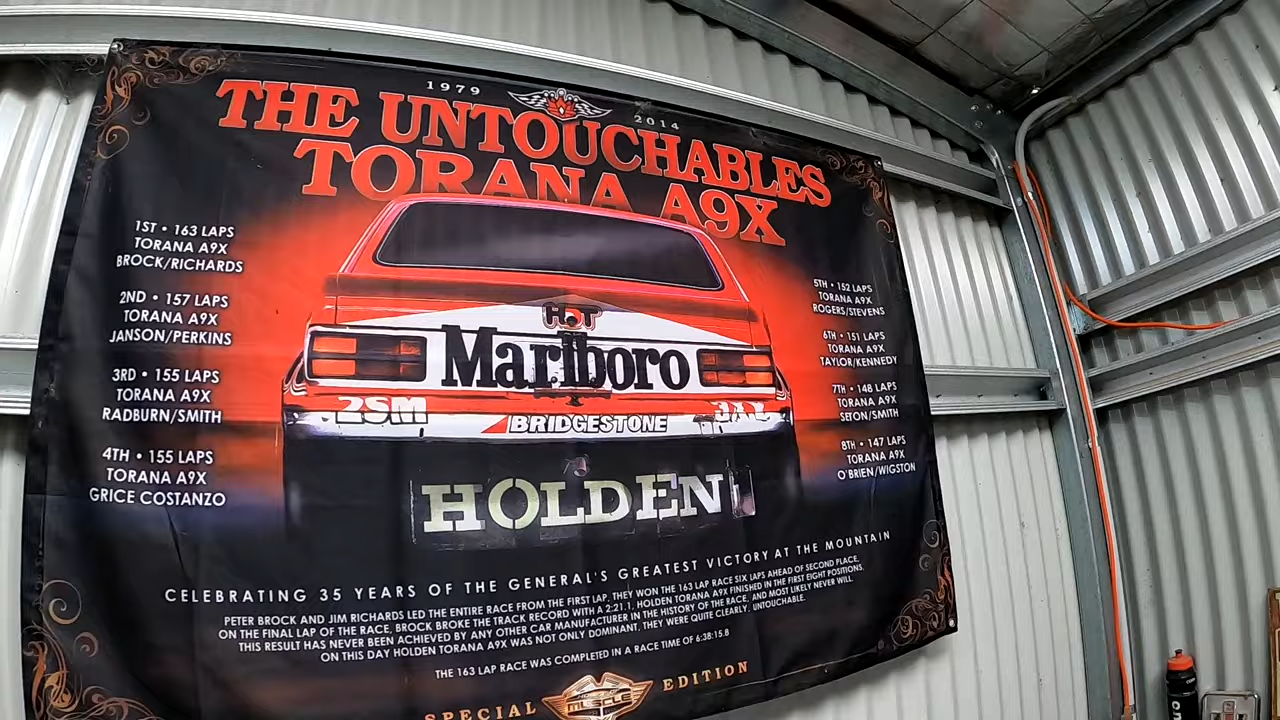 1979
2014
THE UNTOUCHABLES
TORANA A9X
1ST • 163 LAPS
TORANA A9X
BROCK/RICHARDS
2ND • 157 LAPS
TORANA A9X
JANSON/PERKINS
3RD • 155 LAPS
TORANA A9X
RADBURN/SMITH
4TH • 155 LAPS
TORANA A9X
GRICE COSTANZO
5TH • 152 LAPS
TORANA A9X
ROGERS/STEVENS
6TH • 151 LAPS
TORANA A9X
TAYLOR/KENNEDY
7TH • 148 LAPS
TORANA A9X
SETON/SMITH
8TH • 147 LAPS
TORANA A9X
O'BRIEN/WIGSTON
Marlboro
2SM
BRIDGESTONE
HOLDEN
CELEBRATING 35 YEARS OF THE GENERAL'S GREATEST VICTORY AT THE MOUNTAIN
PETER BROCK AND JIM RICHARDS LED THE ENTIRE RACE FROM THE FIRST LAP, THEY WON THE 163 LAP RACE SIX LAPS AHEAD OF SECOND PLACE,
ON THE FINAL LAP OF THE RACE, BROCK BROKE THE TRACK RECORD WITH A 2:21.1, HOLDEN TORANA A9X FINISHED IN THE FIRST EIGHT POSITIONS.
THIS RESULT HAS NEVER BEEN ACHIEVED BY ANY OTHER CAR MANUFACTURER IN THE HISTORY OF THE RACE, AND MOST LIKELY NEVER WILL.
ON THIS DAY HOLDEN TORANA A9X WAS NOT ONLY DOMINANT, THEY WERE QUITE CLEARLY, UNTOUCHABLE.
THE 163 LAP RACE WAS COMPLETED IN A RACE TIME OF 6:38:15.8
SPECIAL
MUSCLE
EDITION